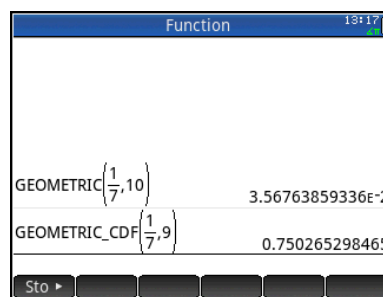 Function
13:17
GEOMETRIC(1/7,10)
3.56763859336E-2
GEOMETRIC_CDF(1/7,9)
0.750265298465
Sto ▸